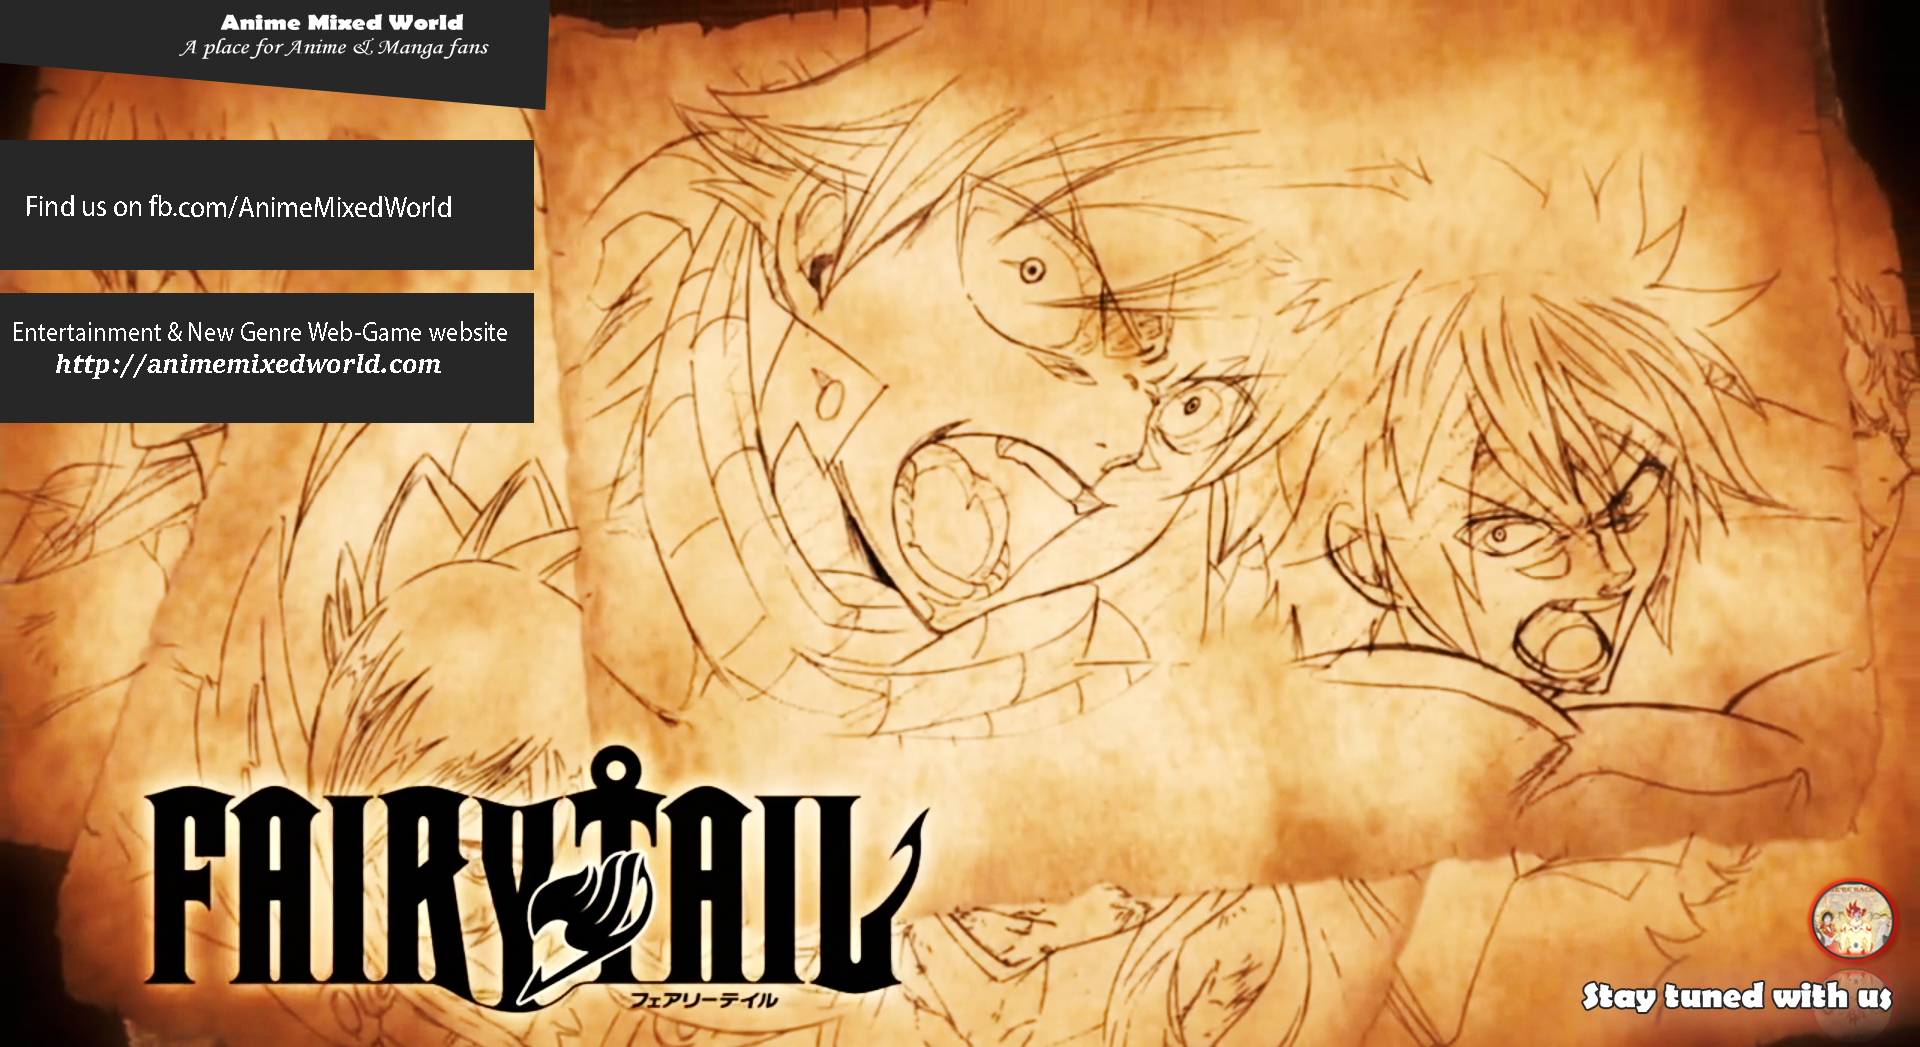 Anime Mixed World
A place for Anime & Manga fans
Find us on fb.com/AnimeMixedWorld
Entertainment & New Genre Web-Game website
http://animemixedworld.com
FAIRY TAIL
フェアリーテイル
Stay tuned with us